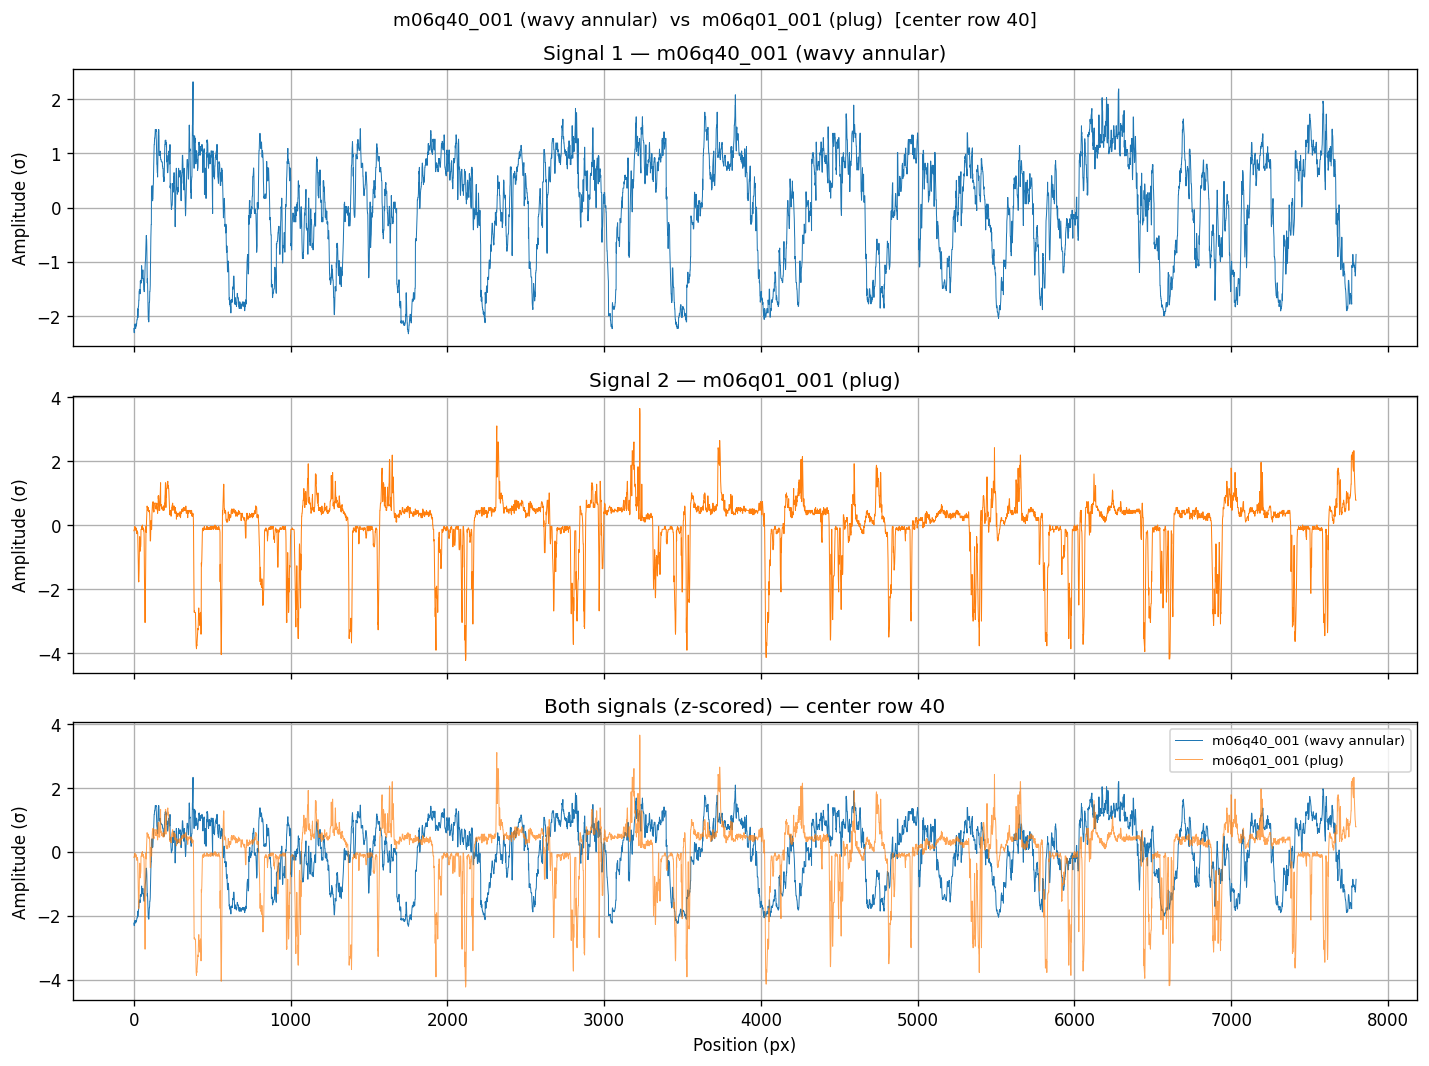 m06q40_001 (wavy annular)  vs  m06q01_001 (plug)  [center row 40]
Signal 1 — m06q40_001 (wavy annular)
Amplitude (σ)
2
1
0
−1
−2
Signal 2 — m06q01_001 (plug)
Amplitude (σ)
4
2
0
−2
−4
Both signals (z-scored) — center row 40
Amplitude (σ)
4
2
0
−2
−4
m06q40_001 (wavy annular)
m06q01_001 (plug)
0 1000 2000 3000 4000 5000 6000 7000 8000
Position (px)